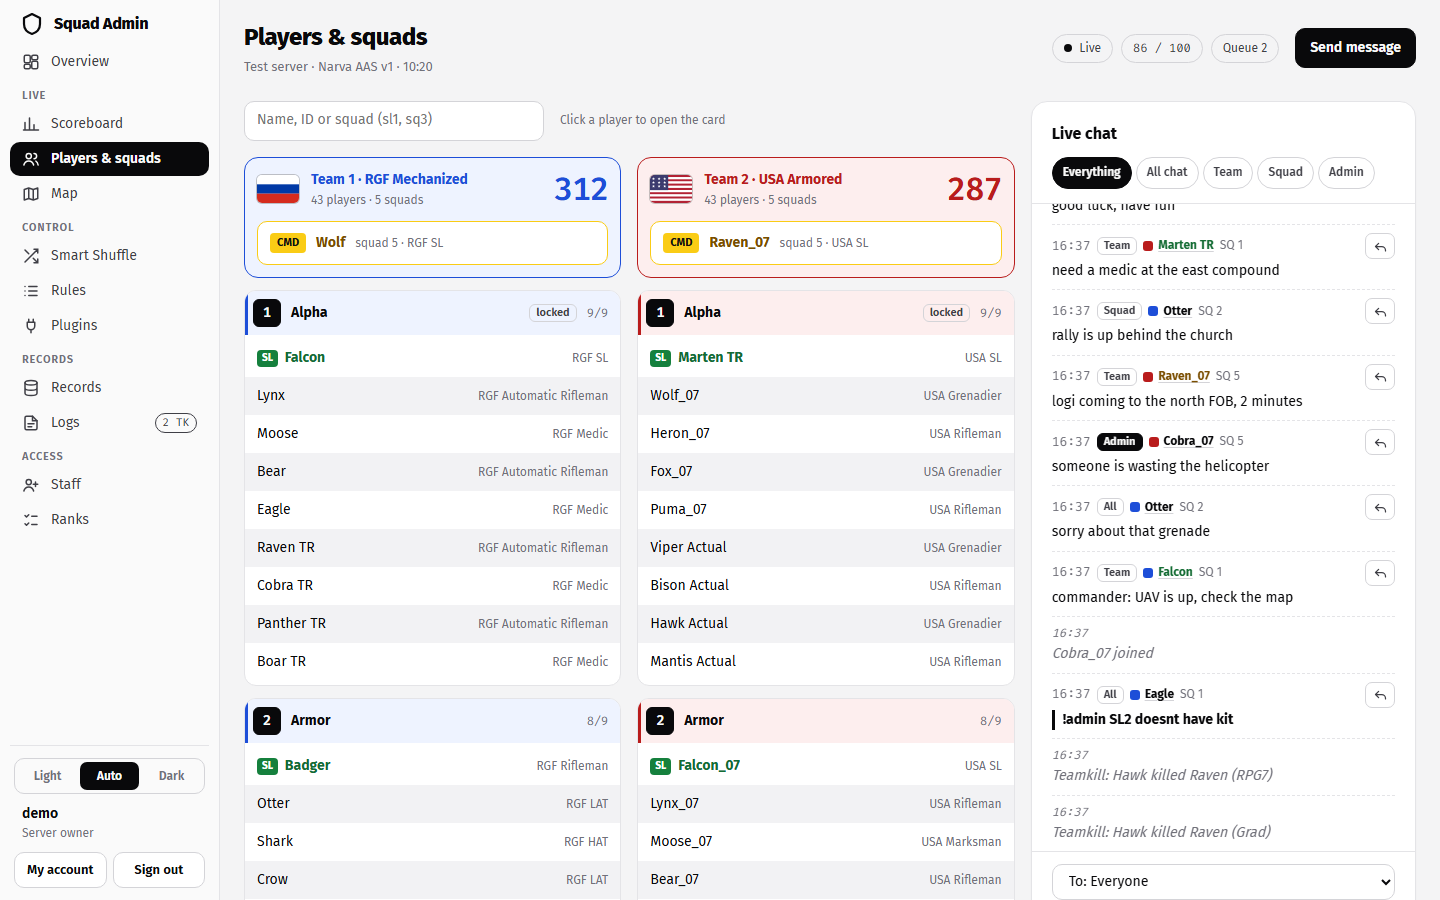 Squad Admin
Overview
LIVE
Scoreboard
Players & squads
Map
CONTROL
Smart Shuffle
Rules
Plugins
RECORDS
Records
Logs
2 TK
ACCESS
Staff
Ranks
Light
Auto
Dark
demo
Server owner
My account
Sign out
Players & squads
Test server · Narva AAS v1 · 10:20
Live
86 / 100
Queue 2
Send message
Name, ID or squad (sl1, sq3)
Click a player to open the card
Team 1 · RGF Mechanized
43 players · 5 squads
312
CMD Wolf squad 5 · RGF SL
1 Alpha locked 9/9
SL Falcon RGF SL
Lynx RGF Automatic Rifleman
Moose RGF Medic
Bear RGF Automatic Rifleman
Eagle RGF Medic
Raven TR RGF Automatic Rifleman
Cobra TR RGF Medic
Panther TR RGF Automatic Rifleman
Boar TR RGF Medic
2 Armor 8/9
SL Badger RGF Rifleman
Otter RGF LAT
Shark RGF HAT
Crow RGF LAT
Team 2 · USA Armored
43 players · 5 squads
287
CMD Raven_07 squad 5 · USA SL
1 Alpha locked 9/9
SL Marten TR USA SL
Wolf_07 USA Grenadier
Heron_07 USA Rifleman
Fox_07 USA Grenadier
Puma_07 USA Rifleman
Viper Actual USA Grenadier
Bison Actual USA Rifleman
Hawk Actual USA Grenadier
Mantis Actual USA Rifleman
2 Armor 8/9
SL Falcon_07 USA SL
Lynx_07 USA Rifleman
Moose_07 USA Marksman
Bear_07 USA Rifleman
Live chat
Everything
All chat
Team
Squad
Admin
good luck, have fun
16:37 Team Marten TR SQ 1
need a medic at the east compound
16:37 Squad Otter SQ 2
rally is up behind the church
16:37 Team Raven_07 SQ 5
logi coming to the north FOB, 2 minutes
16:37 Admin Cobra_07 SQ 5
someone is wasting the helicopter
16:37 All Otter SQ 2
sorry about that grenade
16:37 Team Falcon SQ 1
commander: UAV is up, check the map
16:37
Cobra_07 joined
16:37 All Eagle SQ 1
!admin SL2 doesnt have kit
16:37
Teamkill: Hawk killed Raven (RPG7)
16:37
Teamkill: Hawk killed Raven (Grad)
To: Everyone